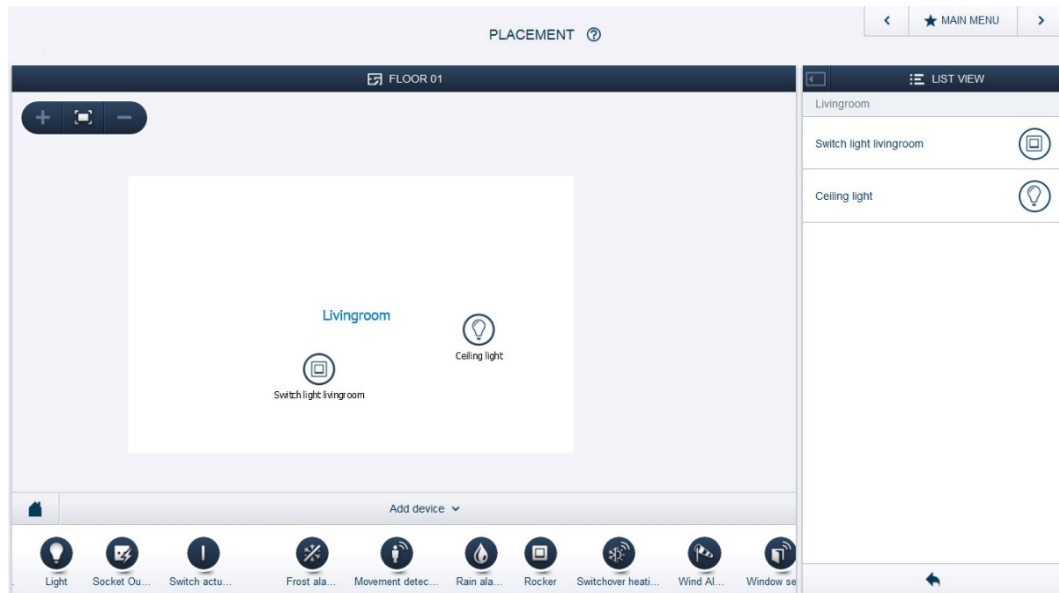 PLACEMENT ?
MAIN MENU
FLOOR 01
LIST VIEW
Livingroom
Switch light livingroom
Ceiling light
Livingroom
Ceiling light
Switch light livingroom
Add device
Light
Socket Ou...
Switch actu...
Frost ala...
Movement detec...
Rain ala...
Rocker
Switchover heati...
Wind Al...
Window se